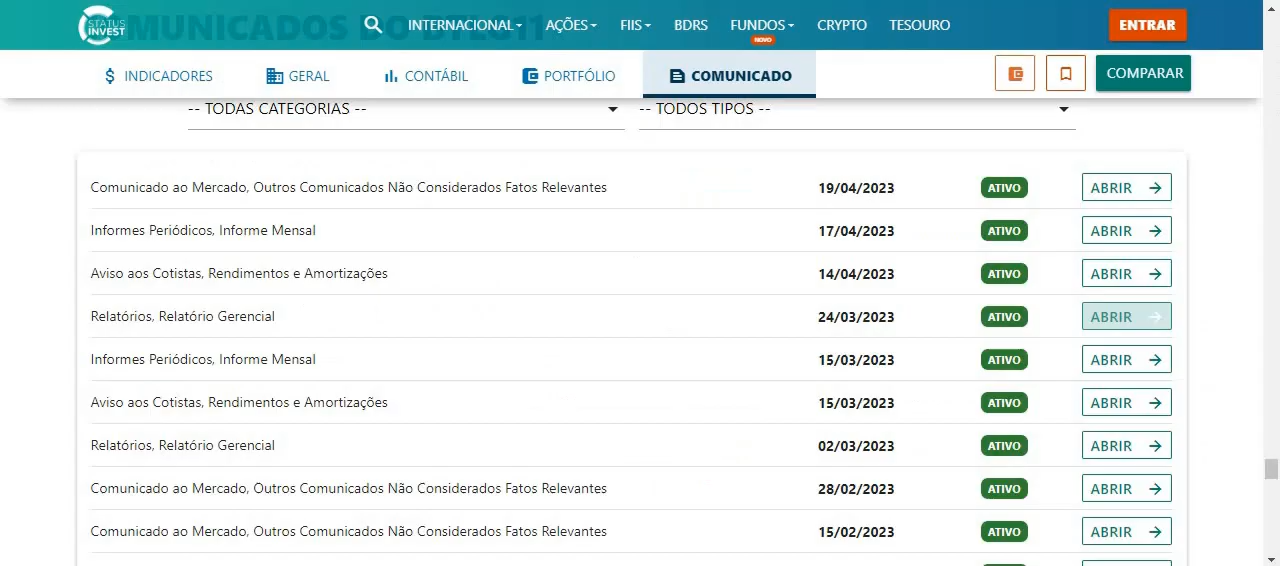 STATUS INVEST
INTERNACIONAL AÇÕES FIIS BDRS FUNDOS CRYPTO TESOURO ENTRAR
NOVO
INDICADORES GERAL CONTÁBIL PORTFÓLIO COMUNICADO COMPARAR
-- TODAS CATEGORIAS -- -- TODOS TIPOS --
Comunicado ao Mercado, Outros Comunicados Não Considerados Fatos Relevantes 19/04/2023 ATIVO ABRIR →
Informes Periódicos, Informe Mensal 17/04/2023 ATIVO ABRIR →
Aviso aos Cotistas, Rendimentos e Amortizações 14/04/2023 ATIVO ABRIR →
Relatórios, Relatório Gerencial 24/03/2023 ATIVO ABRIR →
Informes Periódicos, Informe Mensal 15/03/2023 ATIVO ABRIR →
Aviso aos Cotistas, Rendimentos e Amortizações 15/03/2023 ATIVO ABRIR →
Relatórios, Relatório Gerencial 02/03/2023 ATIVO ABRIR →
Comunicado ao Mercado, Outros Comunicados Não Considerados Fatos Relevantes 28/02/2023 ATIVO ABRIR →
Comunicado ao Mercado, Outros Comunicados Não Considerados Fatos Relevantes 15/02/2023 ATIVO ABRIR →